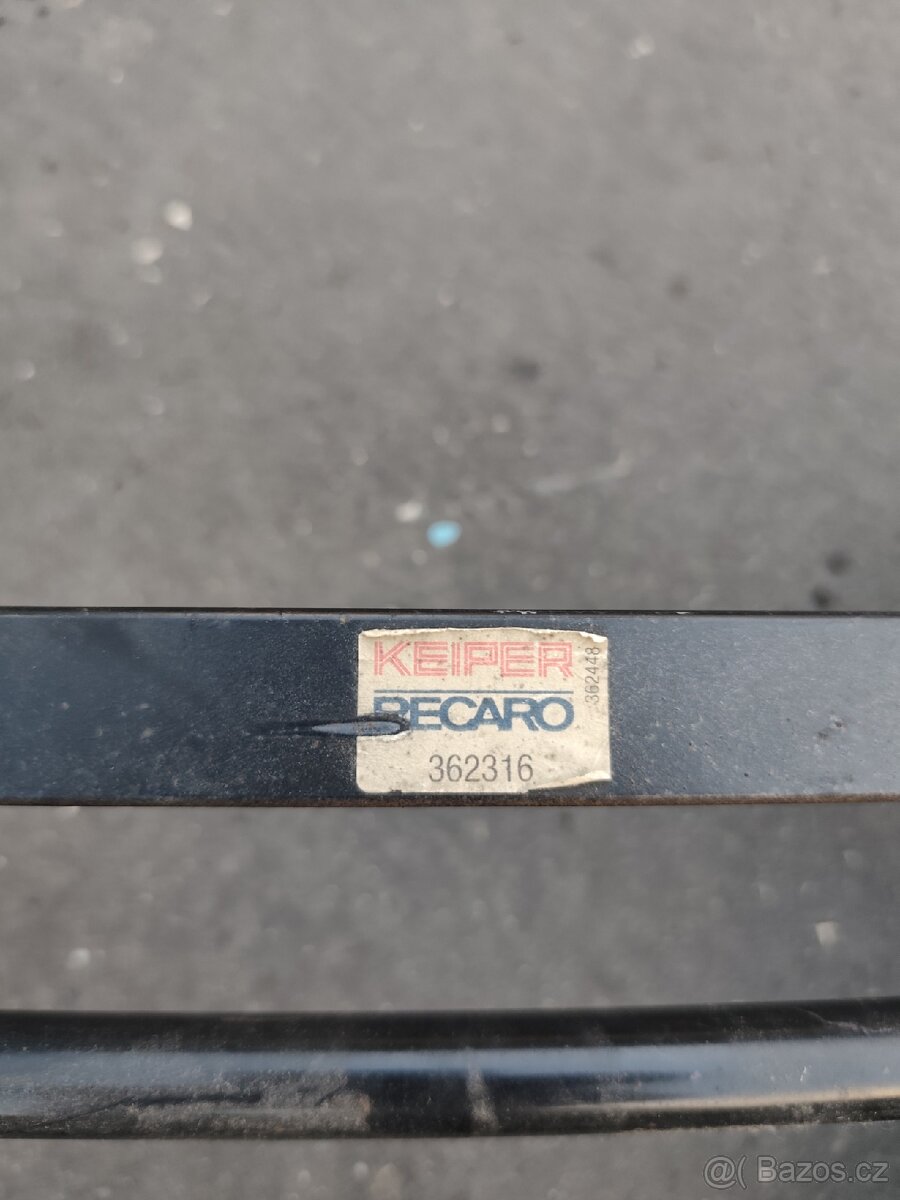 KEIPER
RECARO
362316
362448
@( Bazos.cz